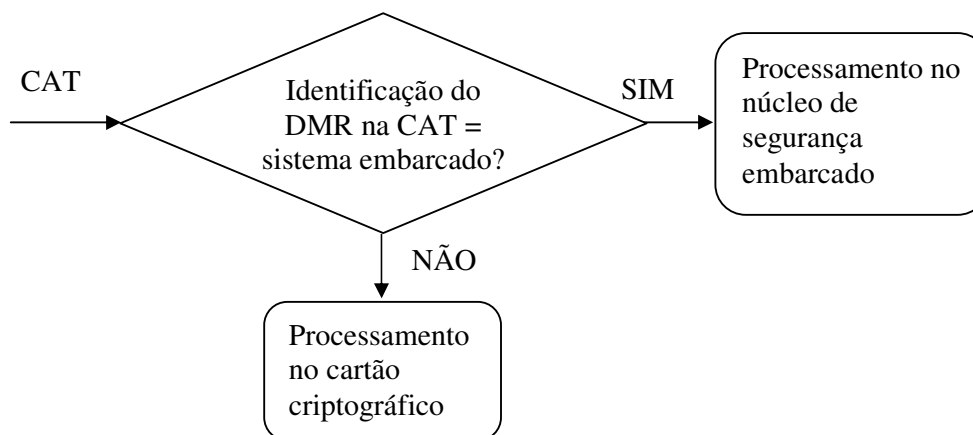 CAT
Identificação do
DMR na CAT =
sistema embarcado?
SIM
Processamento no
núcleo de
segurança
embarcado
NÃO
Processamento
no cartão
criptográfico